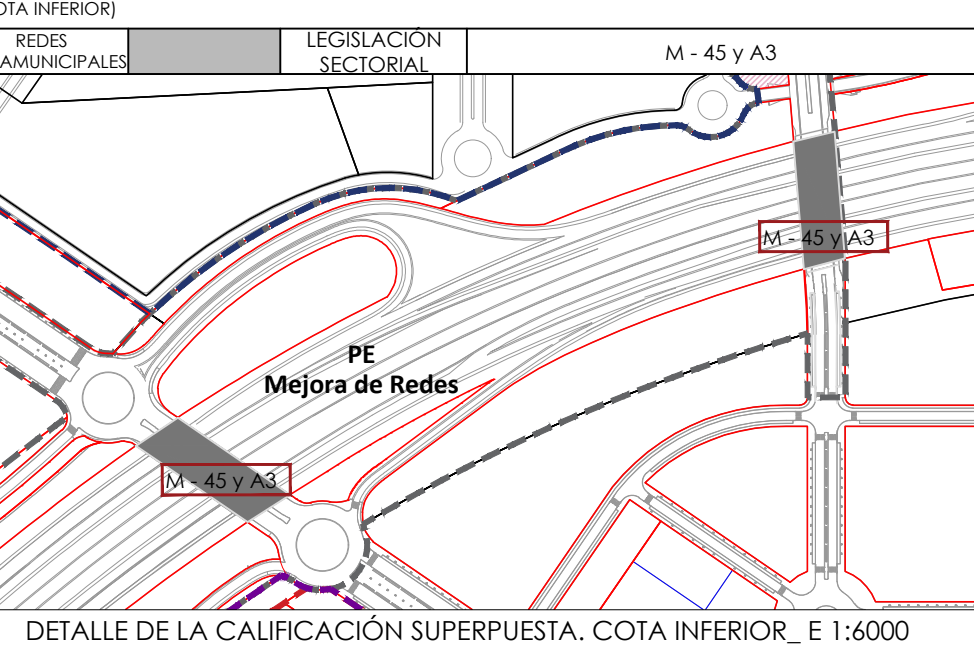 OTA INFERIOR)
REDES
AMUNICIPALES
LEGISLACIÓN
SECTORIAL
M - 45 y A3
M - 45 y A3
PE
Mejora de Redes
M - 45 y A3
DETALLE DE LA CALIFICACIÓN SUPERPUESTA. COTA INFERIOR_ E 1:6000